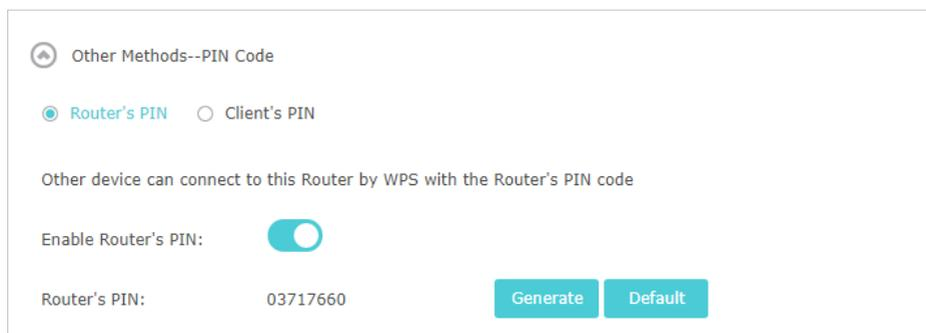 Other Methods--PIN Code
Router's PIN Client's PIN
Other device can connect to this Router by WPS with the Router's PIN code
Enable Router's PIN:
Router's PIN: 03717660 Generate Default